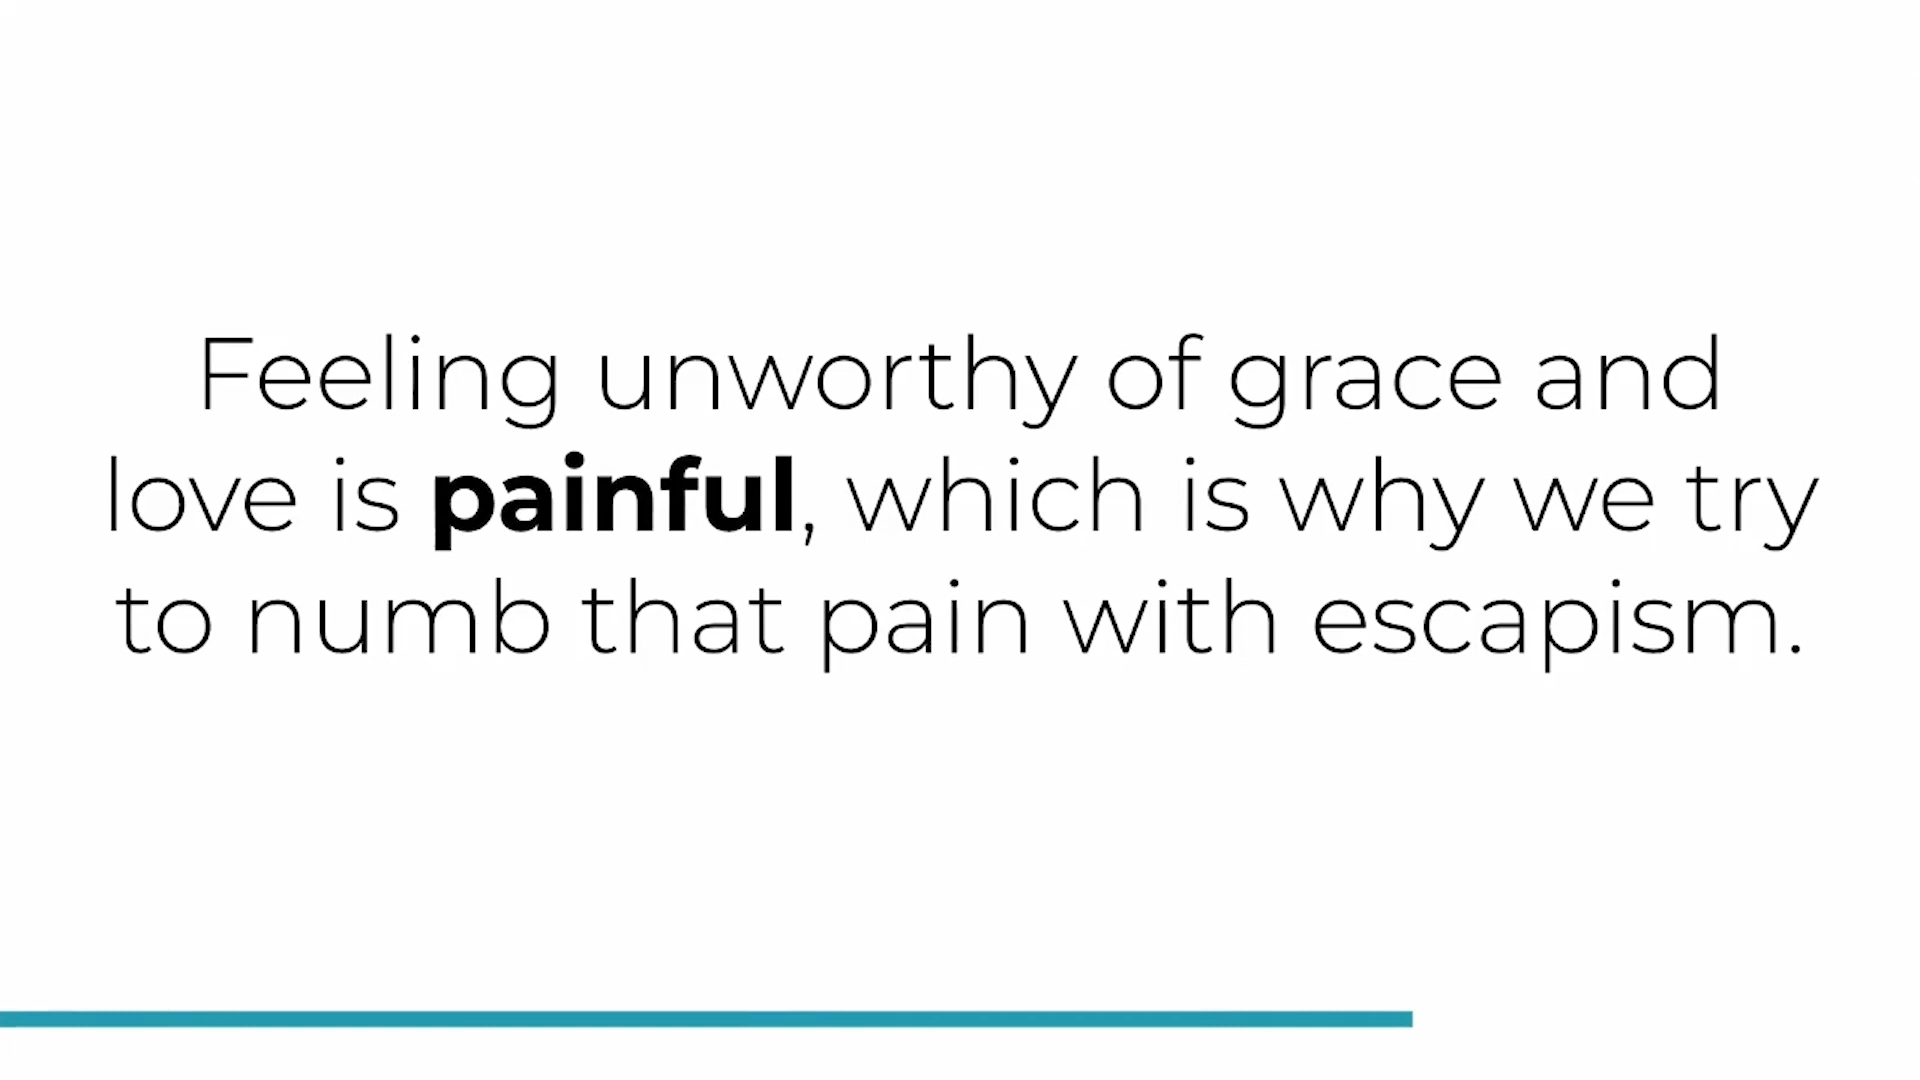 Feeling unworthy of grace and
love is painful, which is why we try
to numb that pain with escapism.